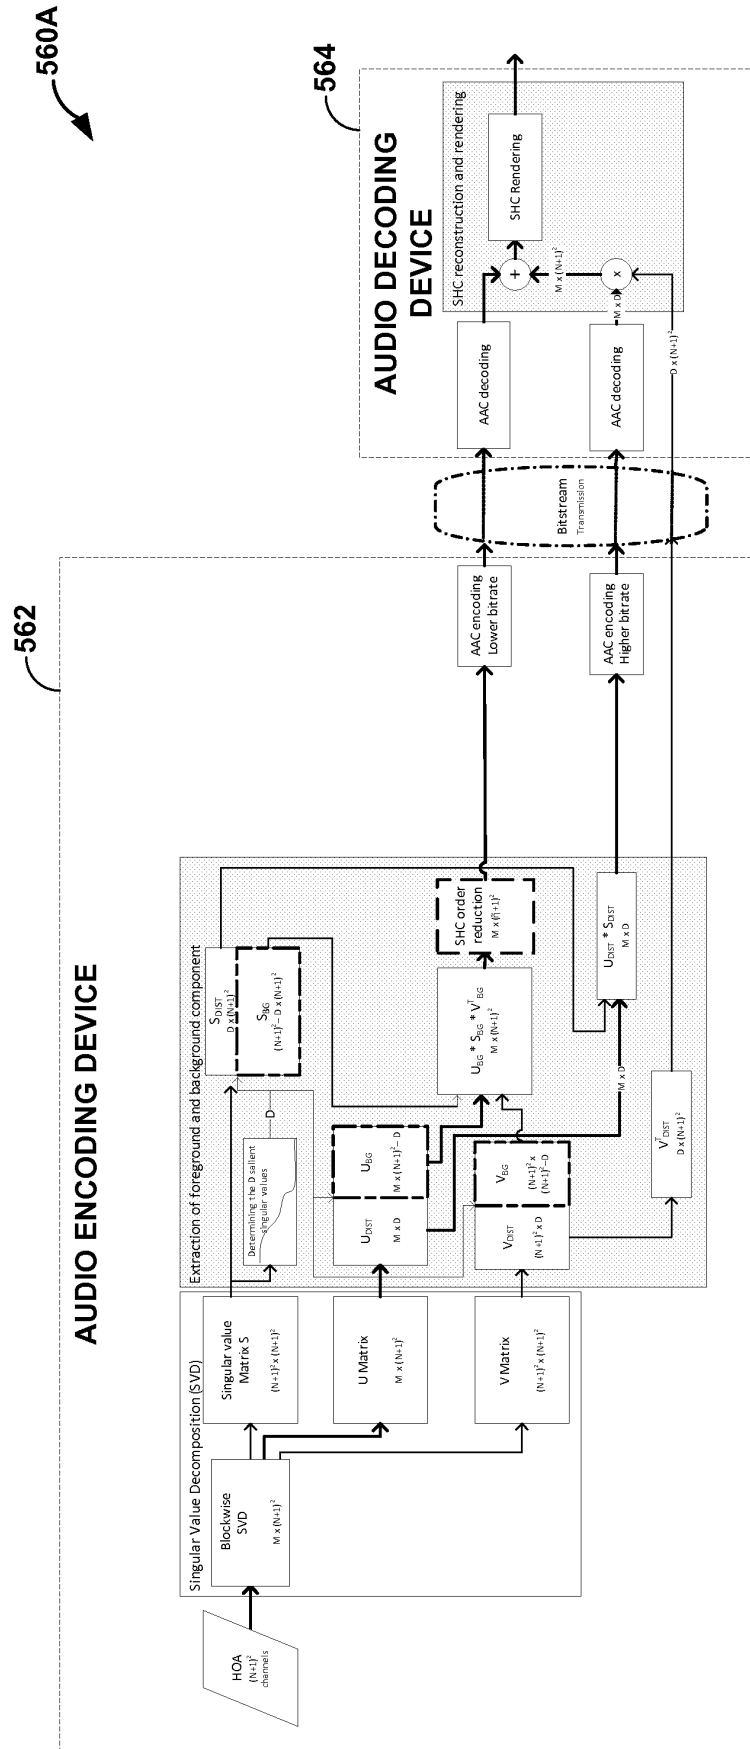 560A
562
564
AUDIO ENCODING DEVICE
HOA
(N+1)²
channels
Singular Value Decomposition (SVD)
Blockwise
SVD
M x (N+1)²
Singular value
Matrix S
(N+1)² x (N+1)²
U Matrix
M x (N+1)²
V Matrix
(N+1)² x (N+1)²
Extraction of foreground and background component
Determining the D salient
singular values
D
S_DIST
D x (N+1)²
S_BG
(N+1)² – D x (N+1)²
U_DIST
M x D
U_BG
M x (N+1)² – D
V_DIST
(N+1)² x D
V_BG
(N+1)² x
(N+1)² – D
U_BG * S_BG * V^T_BG
M x (N+1)²
SHC order
reduction
M x (ñ+1)²
M x D
U_DIST * S_DIST
M x D
V^T_DIST
D x (N+1)²
AAC encoding
Lower bitrate
AAC encoding
Higher bitrate
Bitstream
Transmission
AUDIO DECODING
DEVICE
AAC decoding
AAC decoding
SHC reconstruction and rendering
M x D
D x (N+1)²
x
M x (N+1)²
+
SHC Rendering